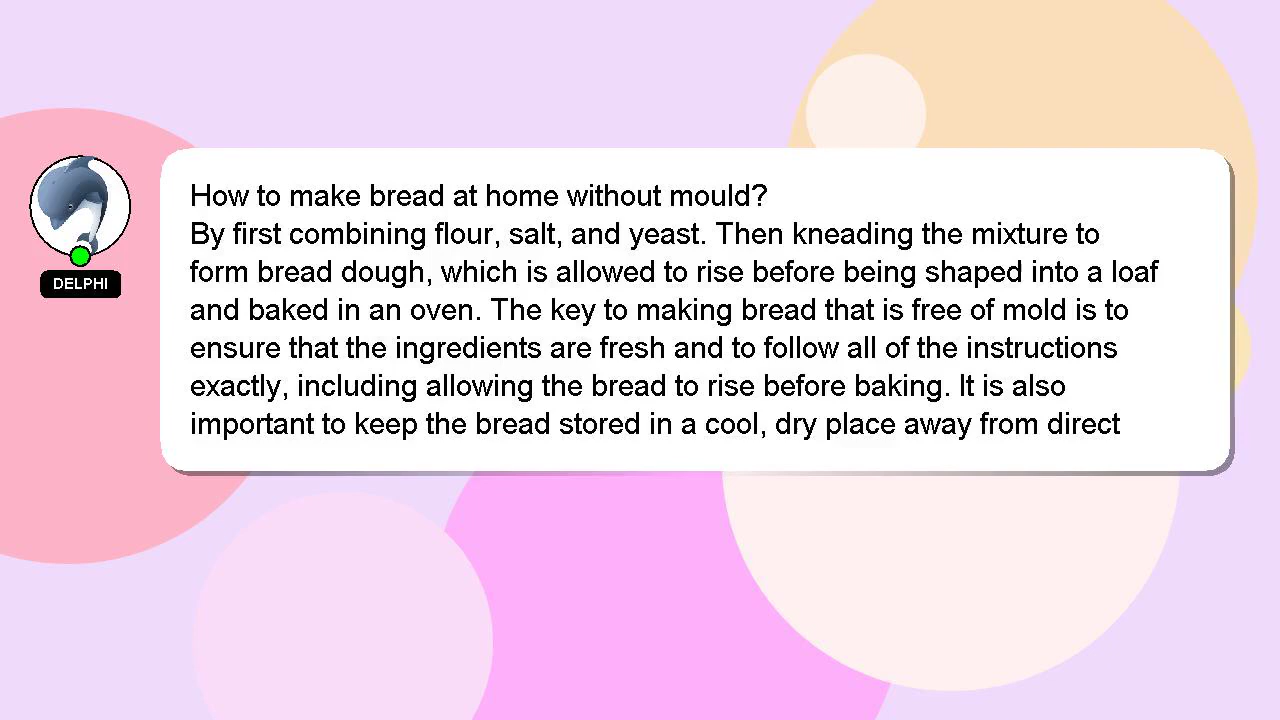 How to make bread at home without mould?
By first combining flour, salt, and yeast. Then kneading the mixture to
form bread dough, which is allowed to rise before being shaped into a loaf
and baked in an oven. The key to making bread that is free of mold is to
ensure that the ingredients are fresh and to follow all of the instructions
exactly, including allowing the bread to rise before baking. It is also
important to keep the bread stored in a cool, dry place away from direct
DELPHI